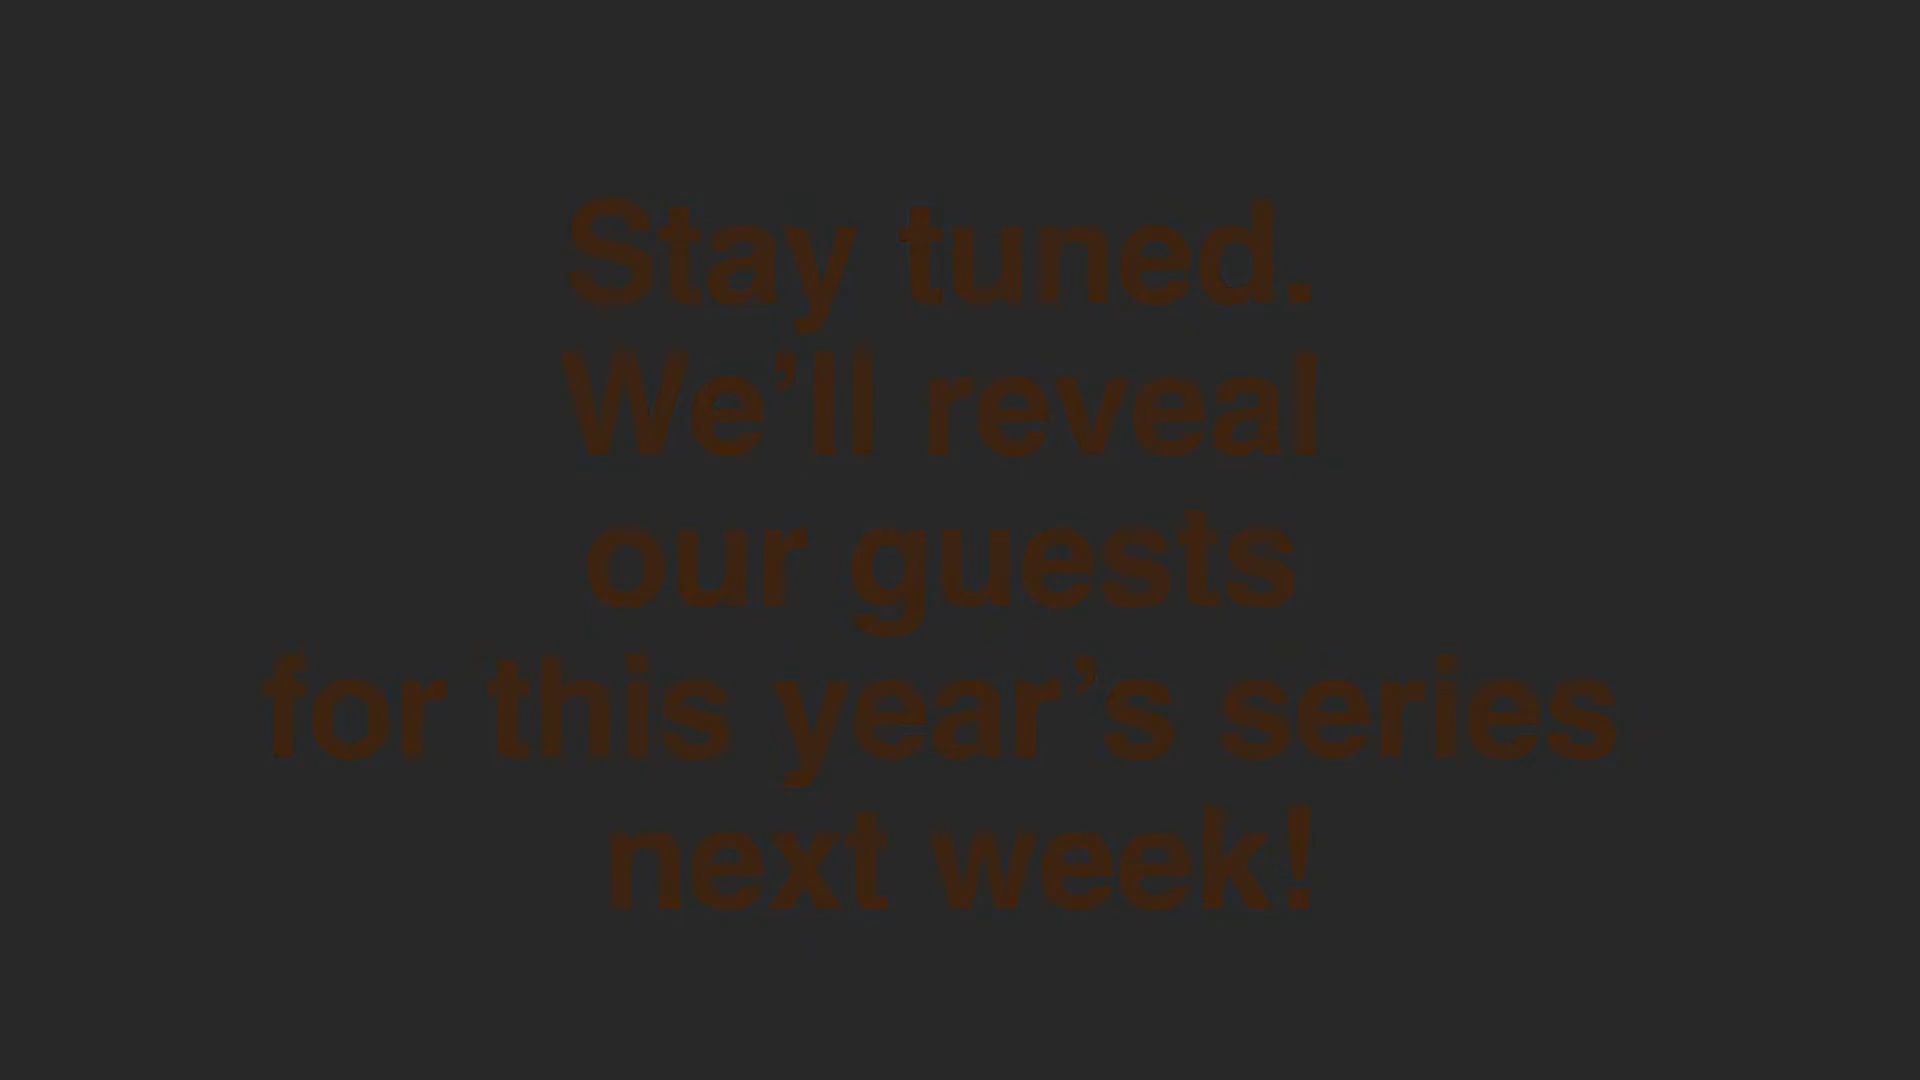 Stay tuned.
We’ll reveal
our guests
for this year’s series
next week!